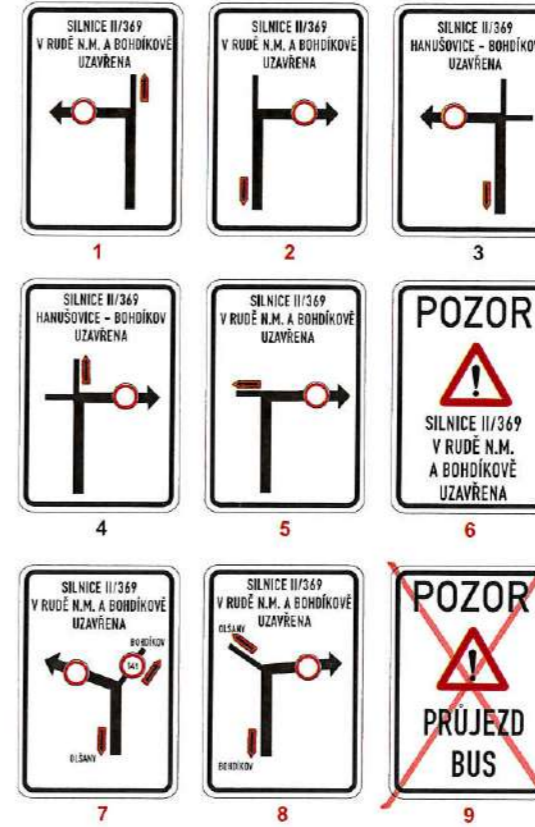 SILNICE II/369
V RUDĚ N.M. A BOHDÍKOVĚ
UZAVŘENA
1
SILNICE II/369
V RUDĚ N.M. A BOHDÍKOVĚ
UZAVŘENA
2
SILNICE II/369
HANUŠOVICE - BOHDÍKOV
UZAVŘENA
3
SILNICE II/369
HANUŠOVICE - BOHDÍKOV
UZAVŘENA
4
SILNICE II/369
V RUDĚ N.M. A BOHDÍKOVĚ
UZAVŘENA
5
POZOR
!
SILNICE II/369
V RUDĚ N.M.
A BOHDÍKOVĚ
UZAVŘENA
6
SILNICE II/369
V RUDĚ N.M. A BOHDÍKOVĚ
UZAVŘENA
BOHDÍKOV
14t
OLŠANY
7
SILNICE II/369
V RUDĚ N.M. A BOHDÍKOVĚ
UZAVŘENA
OLŠANY
BOHDÍKOV
8
POZOR
!
PRŮJEZD
BUS
9